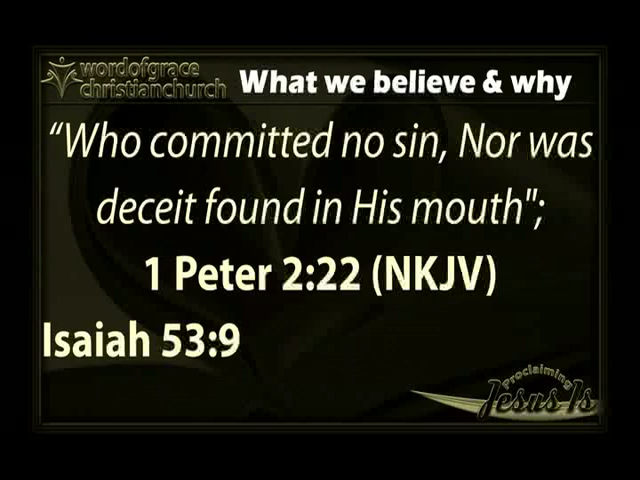 wordofgrace
christianchurch
What we believe & why
“Who committed no sin, Nor was
deceit found in His mouth";
1 Peter 2:22 (NKJV)
Isaiah 53:9
Proclaiming
Jesus Is